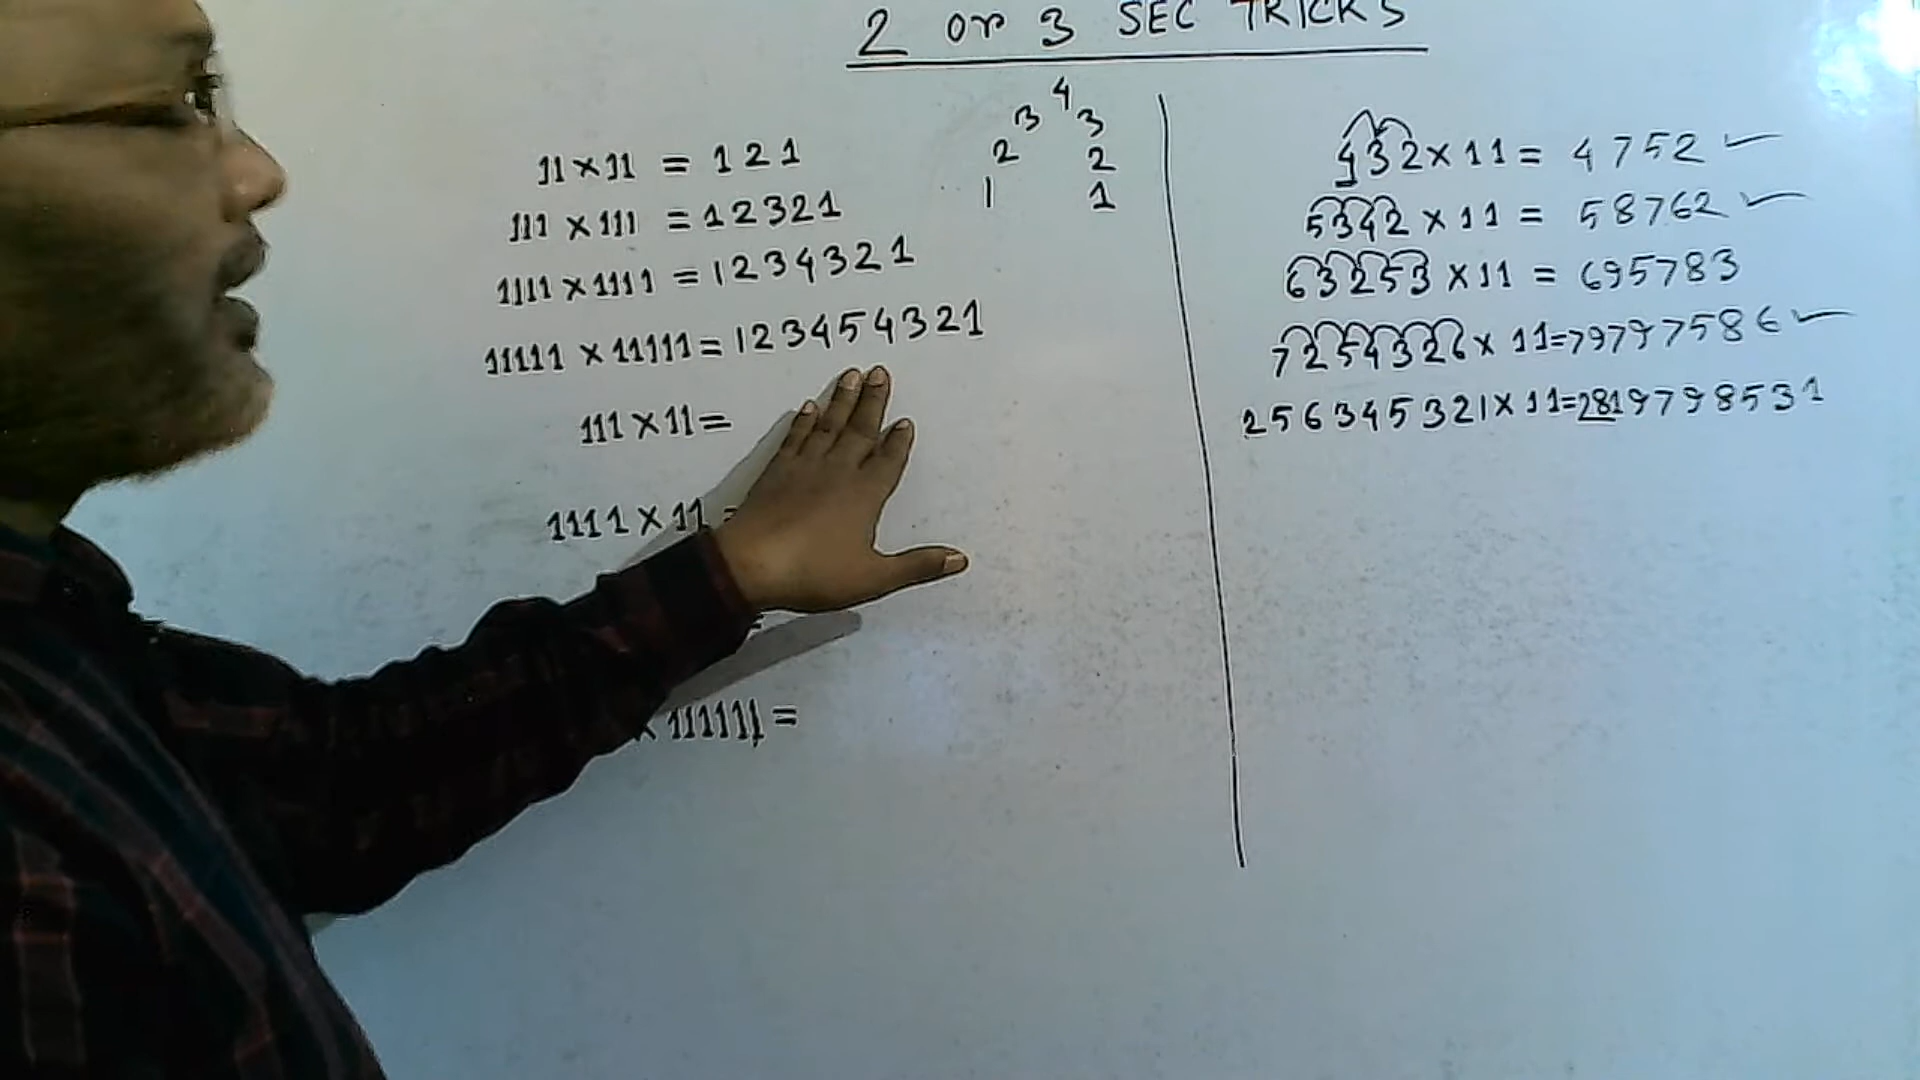 2 or 3 SEC TRICKS
11 × 11 = 121
111 × 111 = 12321
1111 × 1111 = 1234321
11111 × 11111 = 123454321
111 × 11 =
1111 × 11 =
=
× 111111 =
4
3 3
2 2
1 1
432 × 11 = 4752
5342 × 11 = 58762
63253 × 11 = 695783
7254326 × 11 = 79797586
256345321 × 11 = 2819798531